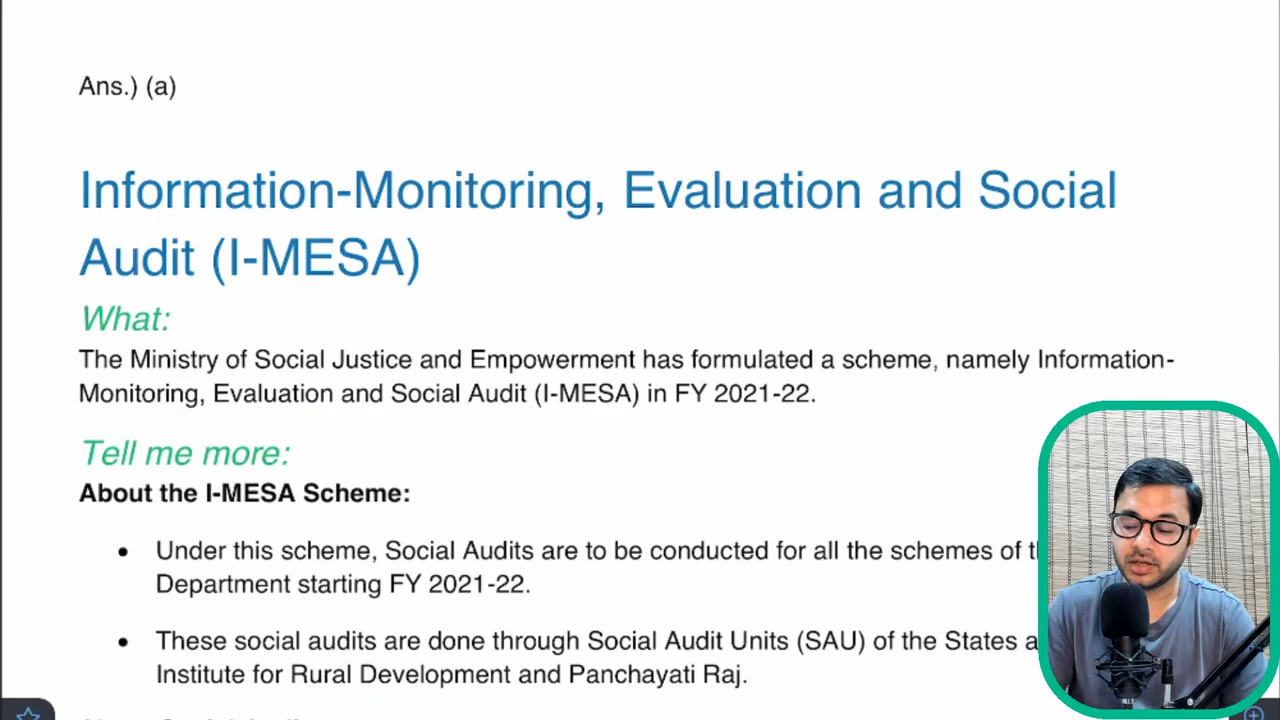 Ans.) (a)
Information-Monitoring, Evaluation and Social
Audit (I-MESA)
What:
The Ministry of Social Justice and Empowerment has formulated a scheme, namely Information-
Monitoring, Evaluation and Social Audit (I-MESA) in FY 2021-22.
Tell me more:
About the I-MESA Scheme:
• Under this scheme, Social Audits are to be conducted for all the schemes of
Department starting FY 2021-22.
• These social audits are done through Social Audit Units (SAU) of the States
Institute for Rural Development and Panchayati Raj.